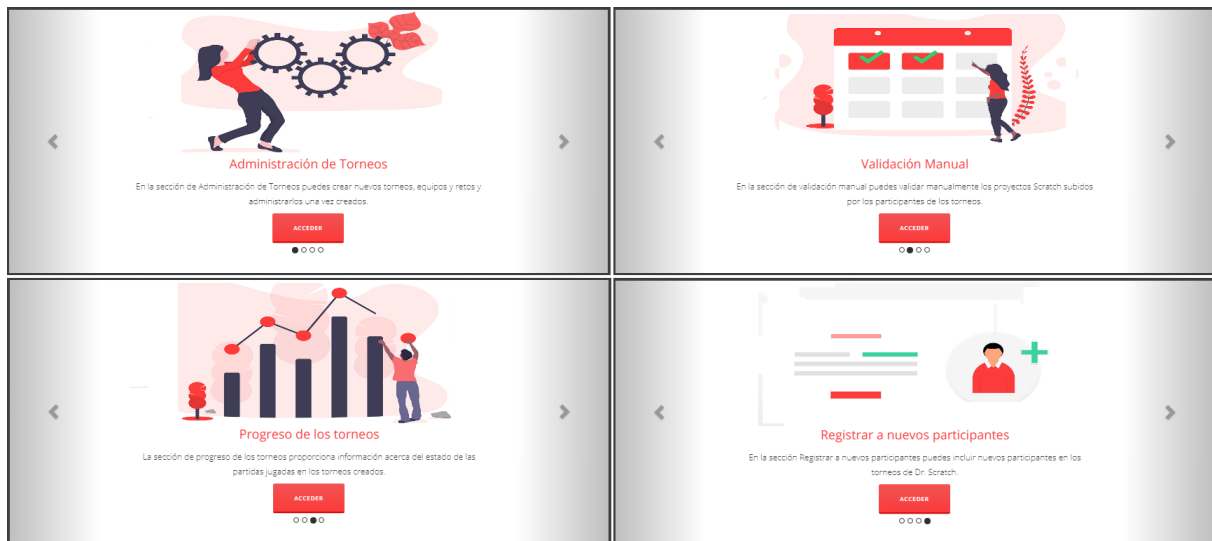 Administración de Torneos
En la sección de Administración de Torneos puedes crear nuevos torneos, equipos y retos y
administrarlos una vez creados.
ACCEDER
Validación Manual
En la sección de validación manual puedes validar manualmente los proyectos Scratch subidos
por los participantes de los torneos.
ACCEDER
Progreso de los torneos
La sección de progreso de los torneos proporciona información acerca del estado de las
partidas jugadas en los torneos creados.
ACCEDER
Registrar a nuevos participantes
En la sección Registrar a nuevos participantes puedes incluir nuevos participantes en los
torneos de Dr. Scratch.
ACCEDER